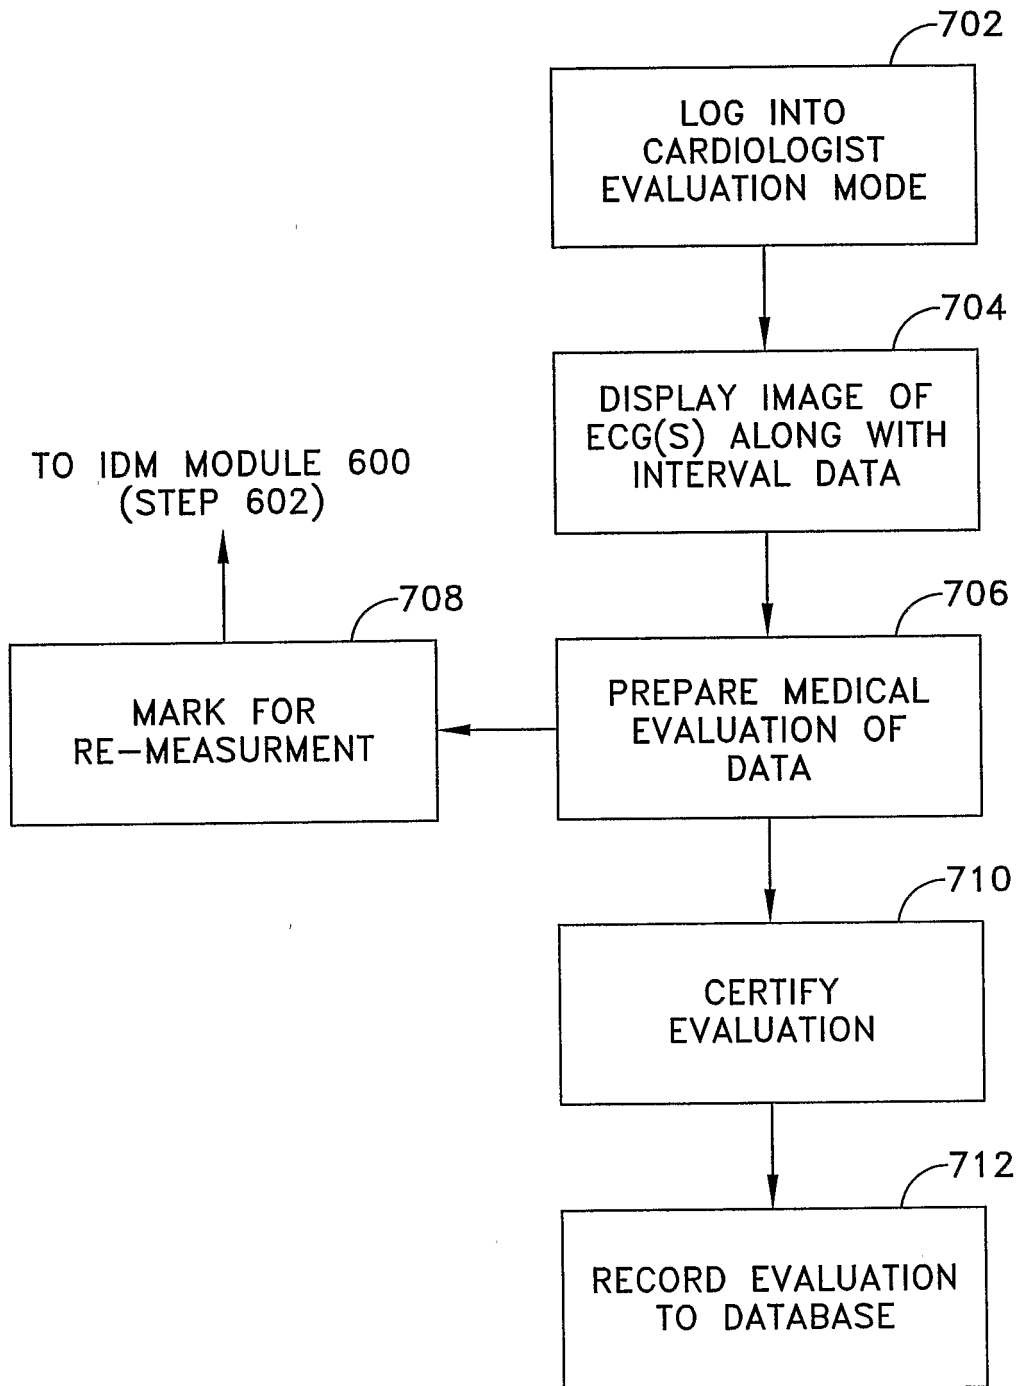 702
LOG INTO
CARDIOLOGIST
EVALUATION MODE
704
DISPLAY IMAGE OF
ECG(S) ALONG WITH
INTERVAL DATA
TO IDM MODULE 600
(STEP 602)
706
708
PREPARE MEDICAL
EVALUATION OF
DATA
MARK FOR
RE-MEASURMENT
710
CERTIFY
EVALUATION
712
RECORD EVALUATION
TO DATABASE